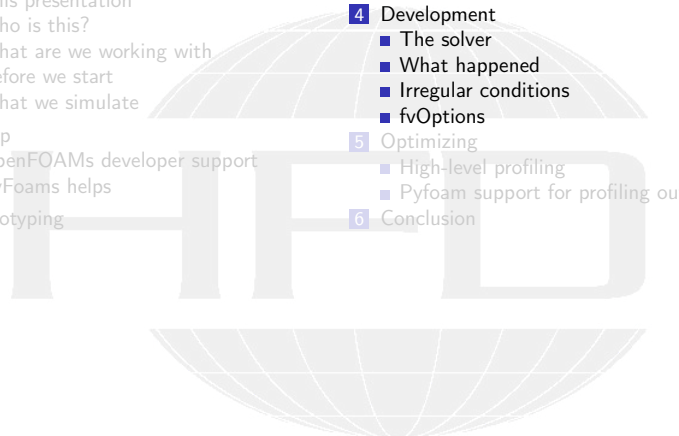 his presentation
ho is this?
hat are we working with
efore we start
hat we simulate
p
penFOAMs developer support
yFoams helps
otyping
4 Development
The solver
What happened
Irregular conditions
fvOptions
5 Optimizing
High-level profiling
Pyfoam support for profiling ou
6 Conclusion
HFD